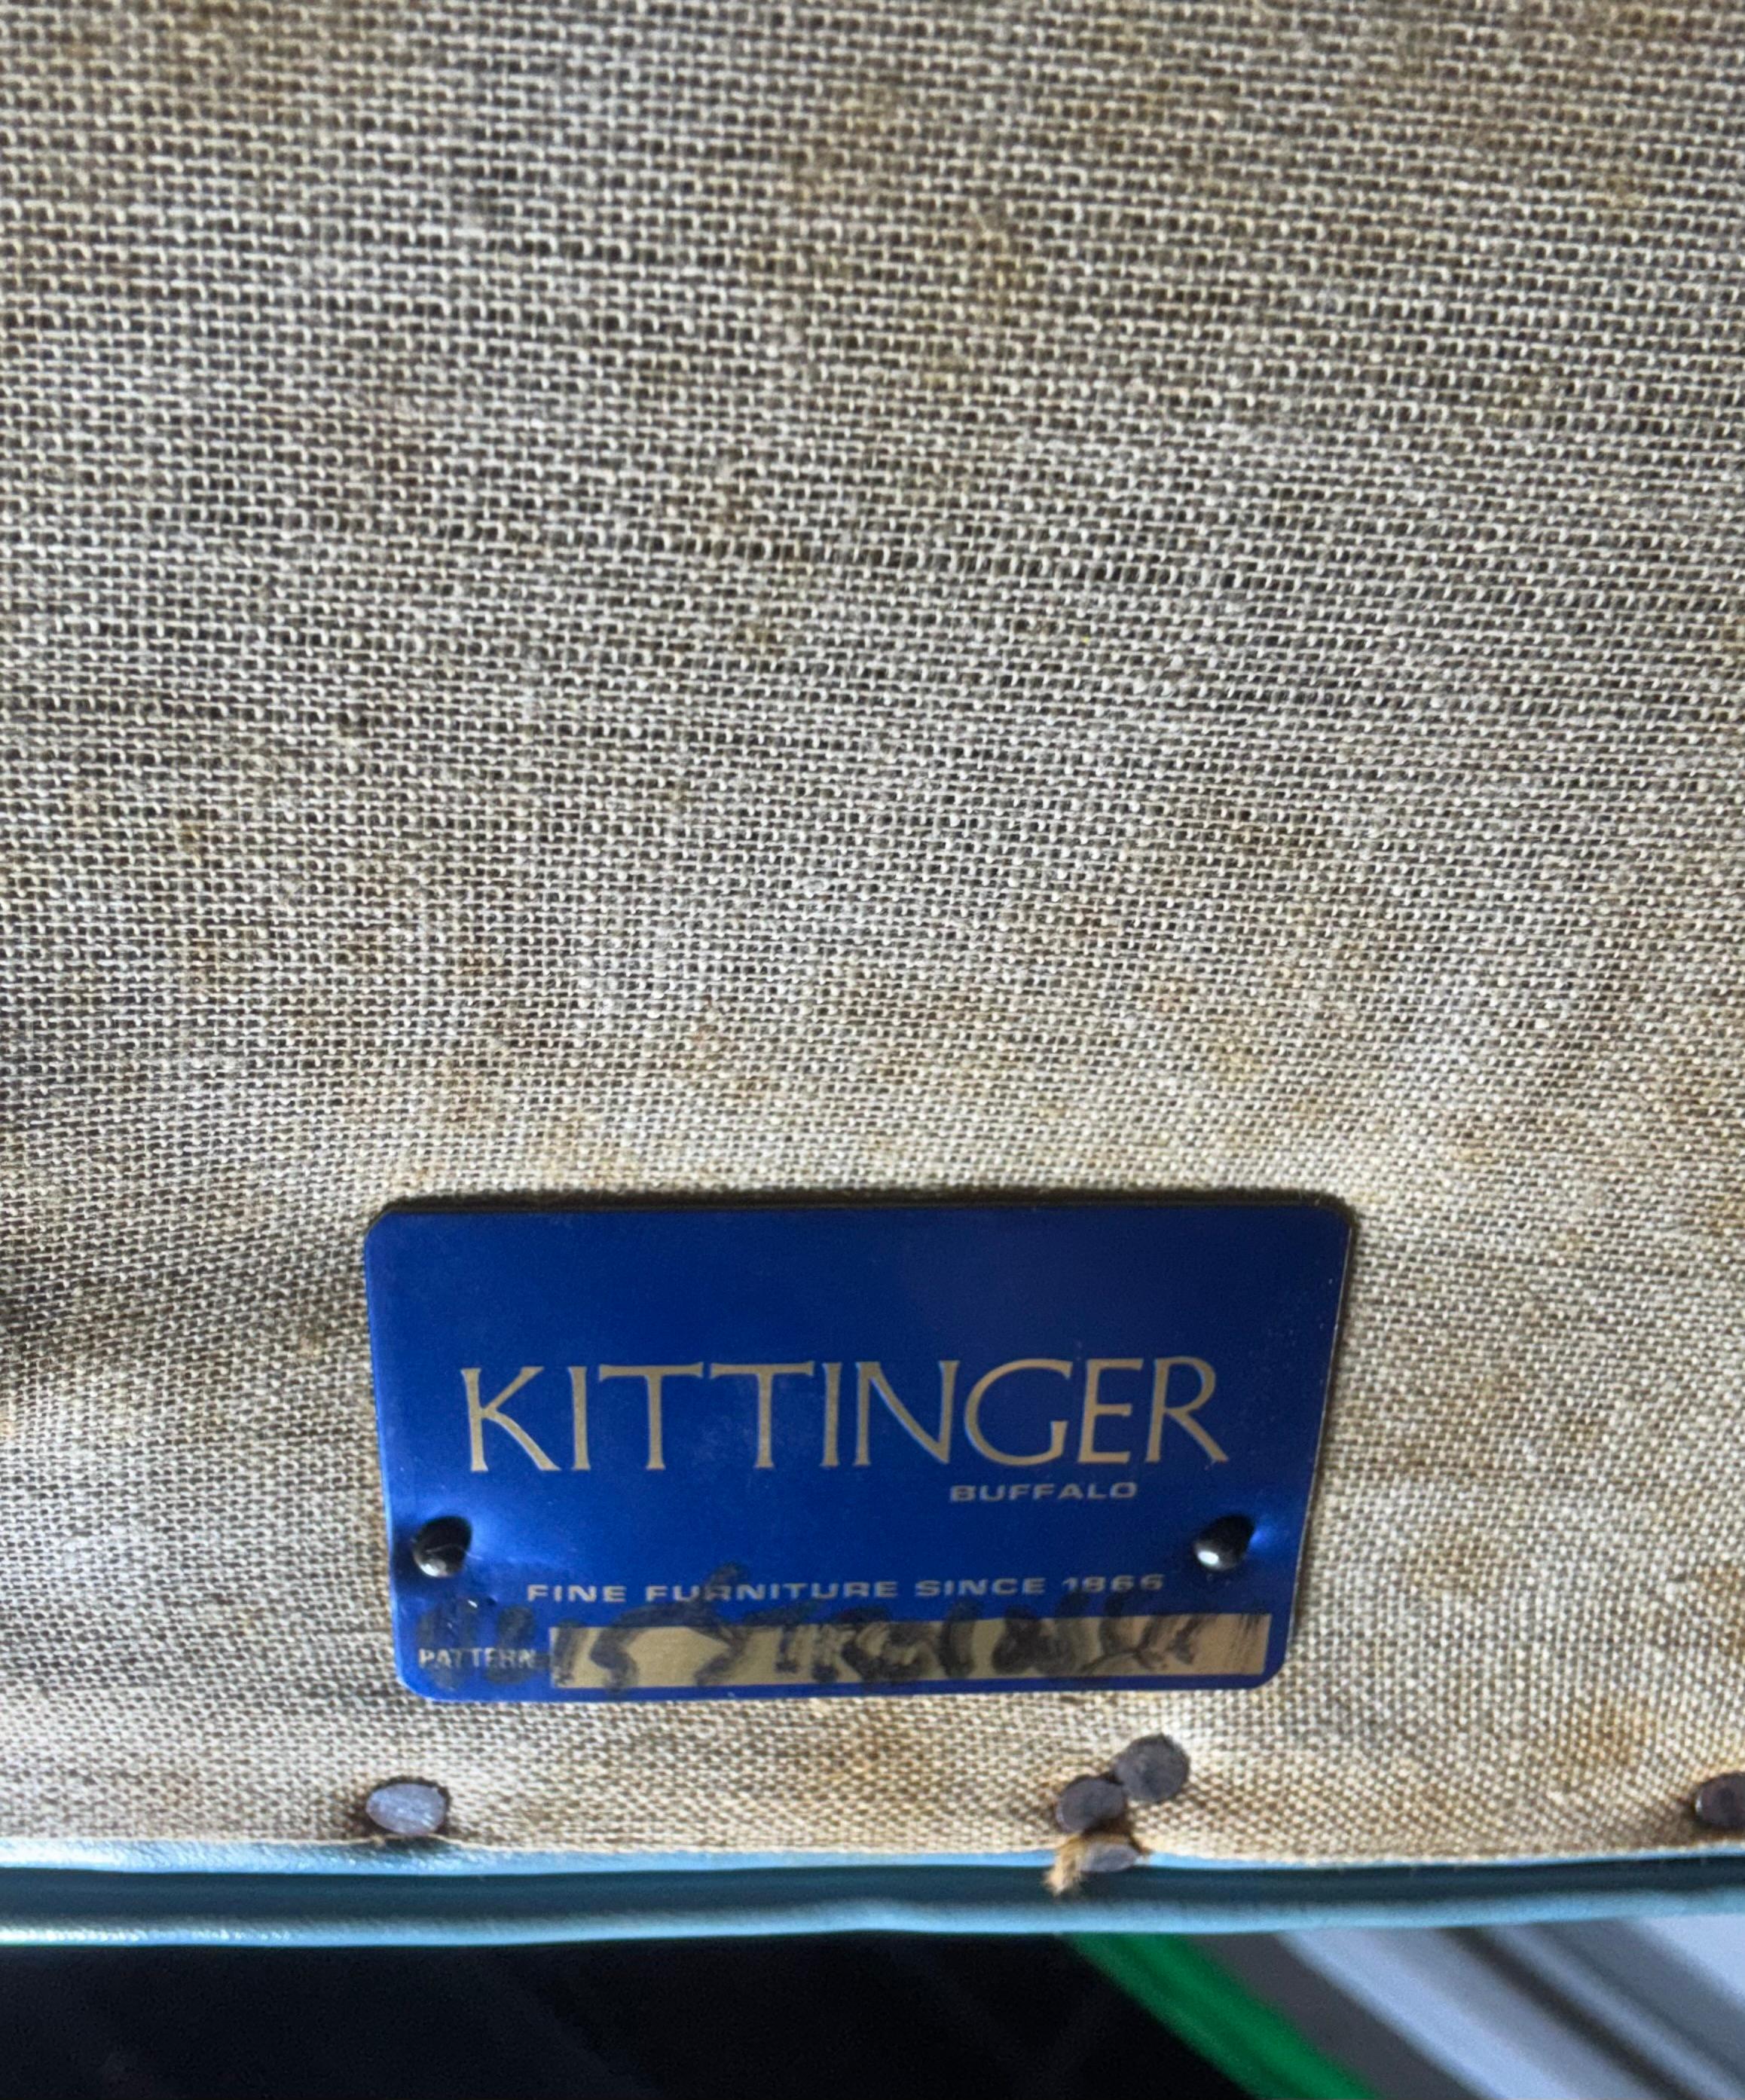 KITTINGER
BUFFALO
FINE FURNITURE SINCE 1866
PATTERN